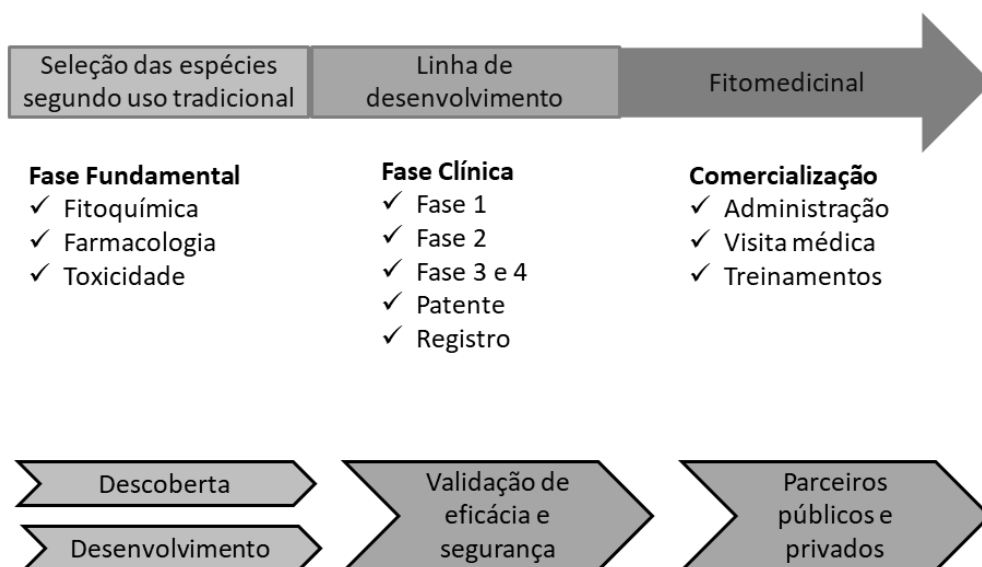 Seleção das espécies
segundo uso tradicional
Linha de
desenvolvimento
Fitomedicinal
Fase Fundamental
✓ Fitoquímica
✓ Farmacologia
✓ Toxicidade
Fase Clínica
✓ Fase 1
✓ Fase 2
✓ Fase 3 e 4
✓ Patente
✓ Registro
Comercialização
✓ Administração
✓ Visita médica
✓ Treinamentos
Descoberta
Desenvolvimento
Validação de
eficácia e
segurança
Parceiros
públicos e
privados